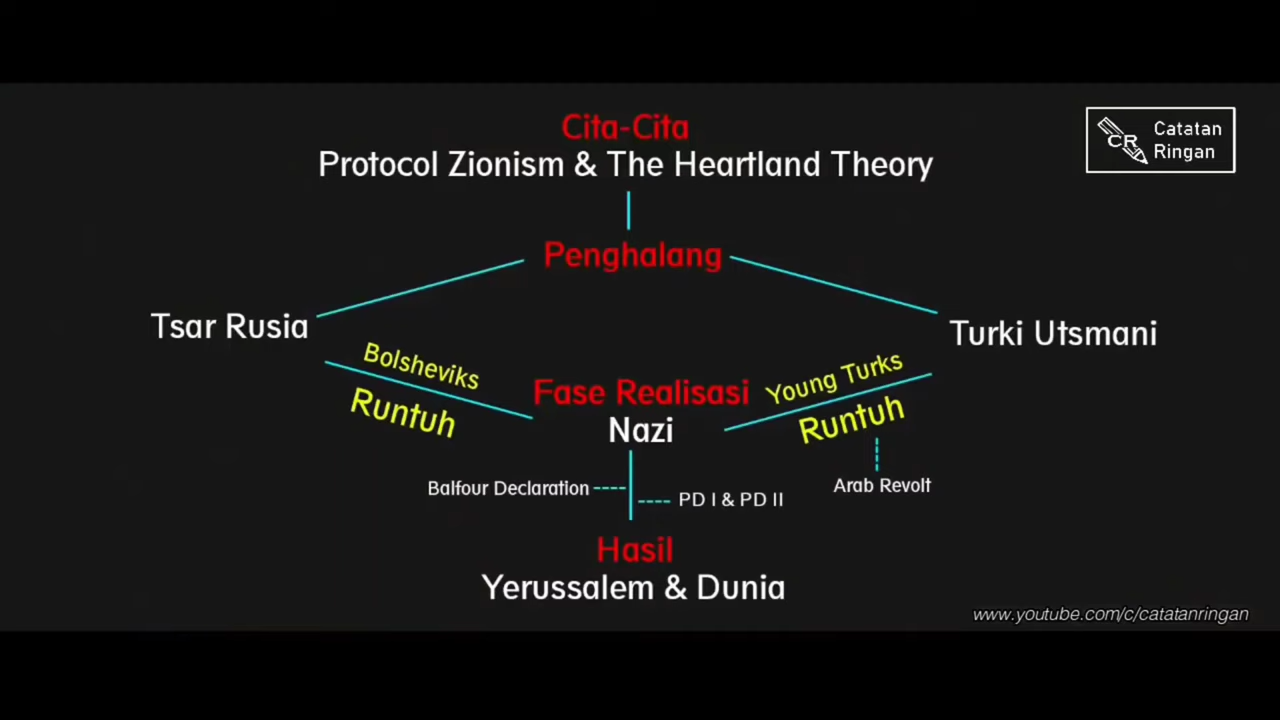 Cita-Cita
Protocol Zionism & The Heartland Theory
CR
Catatan
Ringan
Penghalang
Tsar Rusia
Turki Utsmani
Bolsheviks
Runtuh
Fase Realisasi
Nazi
Young Turks
Runtuh
Balfour Declaration
PD I & PD II
Arab Revolt
Hasil
Yerussalem & Dunia
www.youtube.com/c/catatanringan